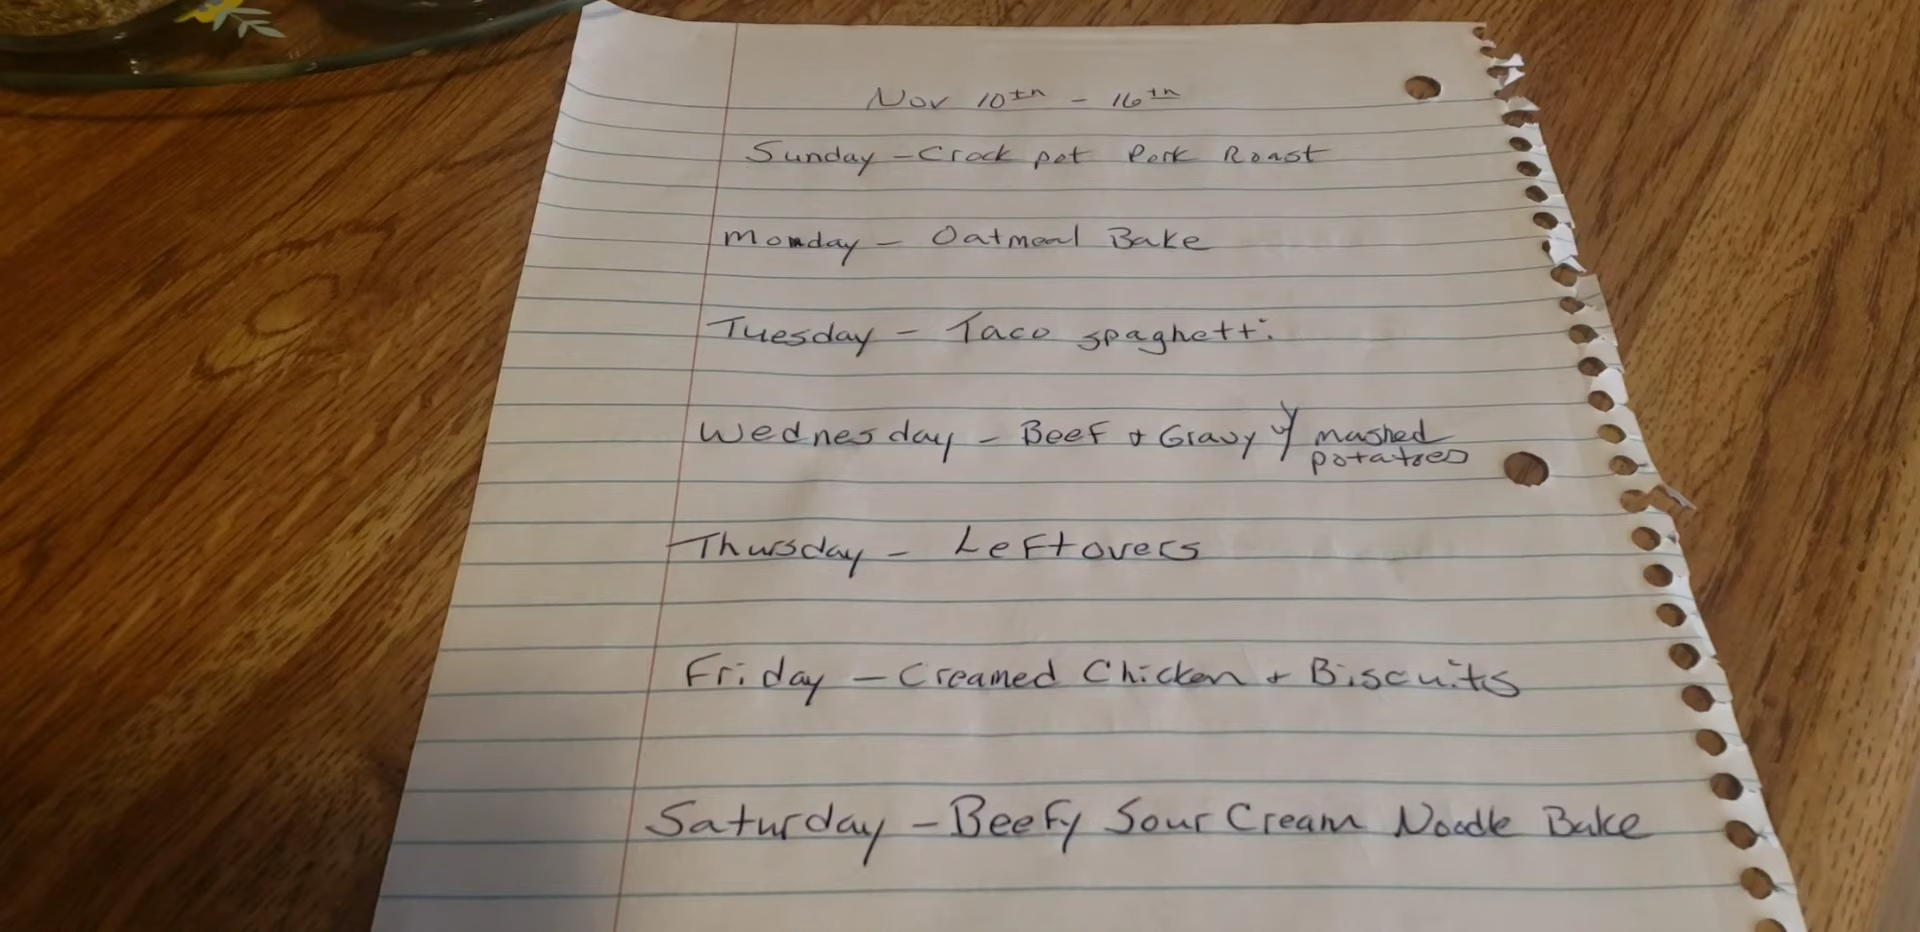 Nov 10th - 16th
Sunday - Crock pot Pork Roast
Monday - Oatmeal Bake
Tuesday - Taco spaghetti
Wednesday - Beef + Gravy w/ mashed
potatoes
Thursday - Leftovers
Friday - Creamed Chicken + Biscuits
Saturday - Beefy Sour Cream Noodle Bake